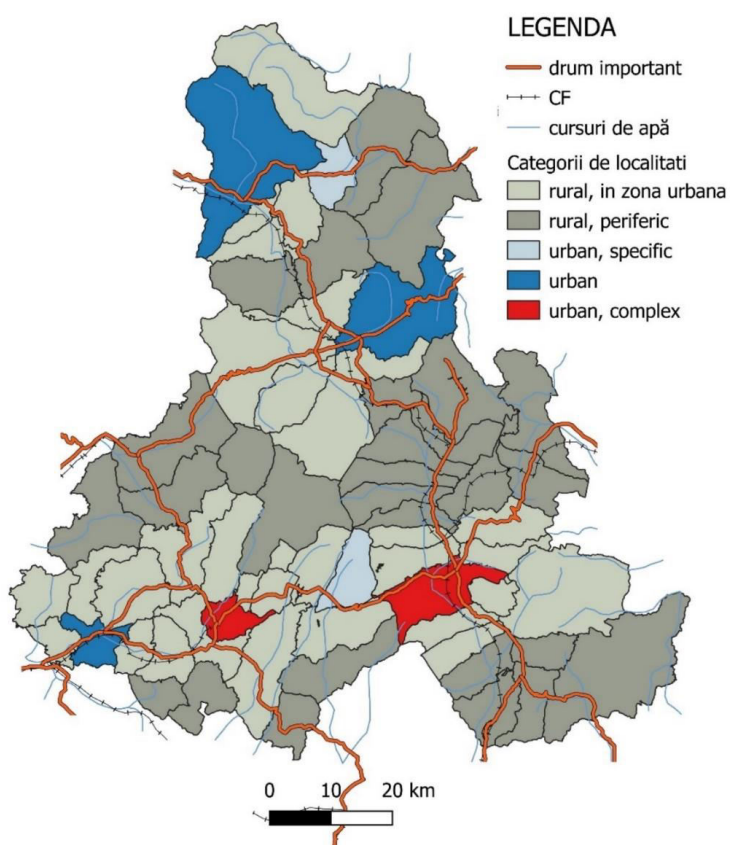 LEGENDA
drum important
CF
cursuri de apă
Categorii de localitati
rural, in zona urbana
rural, periferic
urban, specific
urban
urban, complex
0 10 20 km